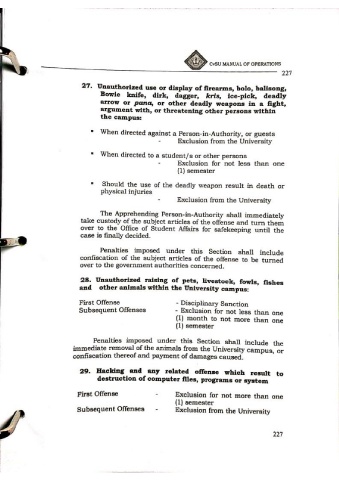 CvSU MANUAL OF OPERATIONS
227
27. Unauthorized use or display of firearms, bolo, balisong,
Bowie knife, dirk, dagger, kris, ice-pick, deadly
arrow or pana, or other deadly weapons in a fight,
argument with, or threatening other persons within
the campus:
* When directed against a Person-in-Authority, or guests
- Exclusion from the University
* When directed to a student/s or other persons
- Exclusion for not less than one
(1) semester
* Should the use of the deadly weapon result in death or
physical injuries
- Exclusion from the University
The Apprehending Person-in-Authority shall immediately
take custody of the subject articles of the offense and turn them
over to the Office of Student Affairs for safekeeping until the
case is finally decided.
Penalties imposed under this Section shall include
confiscation of the subject articles of the offense to be turned
over to the government authorities concerned.
28. Unauthorized raising of pets, livestock, fowls, fishes
and other animals within the University campus:
First Offense - Disciplinary Sanction
Subsequent Offenses - Exclusion for not less than one
(1) month to not more than one
(1) semester
Penalties imposed under this Section shall include the
immediate removal of the animals from the University campus, or
confiscation thereof and payment of damages caused.
29. Hacking and any related offense which result to
destruction of computer files, programs or system
First Offense - Exclusion for not more than one
(1) semester
Subsequent Offenses - Exclusion from the University
227